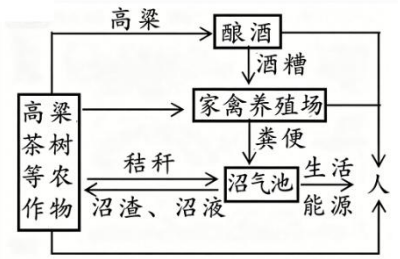 高粱
酿酒
酒糟
家禽养殖场
粪便
高粱
茶树
等农
作物
秸秆
沼渣、沼液
沼气池
生活
能源
人